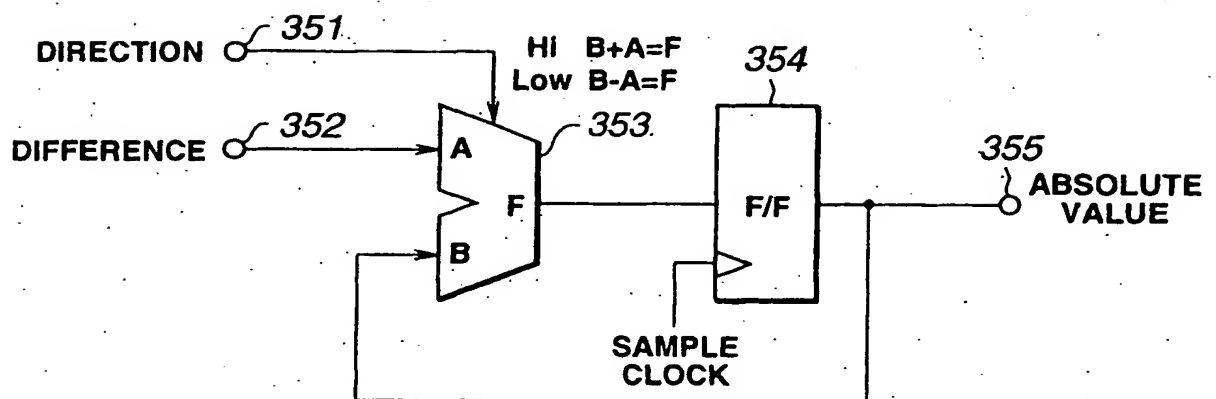 DIRECTION
351
Hi B+A=F
Low B-A=F
354
DIFFERENCE
352
A
353
F
B
F/F
355
ABSOLUTE
VALUE
SAMPLE
CLOCK